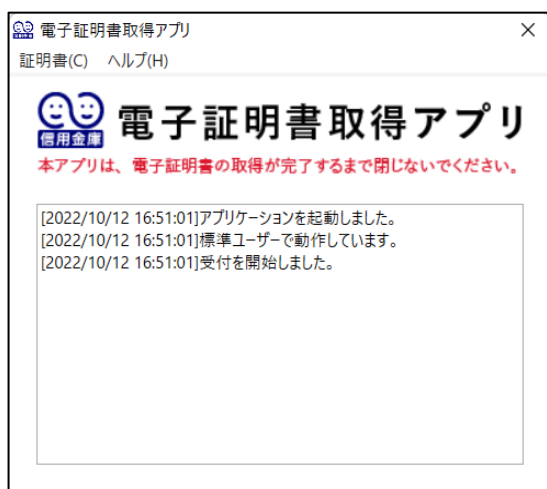 電子証明書取得アプリ
証明書(C) ヘルプ(H)
信用金庫
電子証明書取得アプリ
本アプリは、電子証明書の取得が完了するまで閉じないでください。
[2022/10/12 16:51:01]アプリケーションを起動しました。
[2022/10/12 16:51:01]標準ユーザーで動作しています。
[2022/10/12 16:51:01]受付を開始しました。